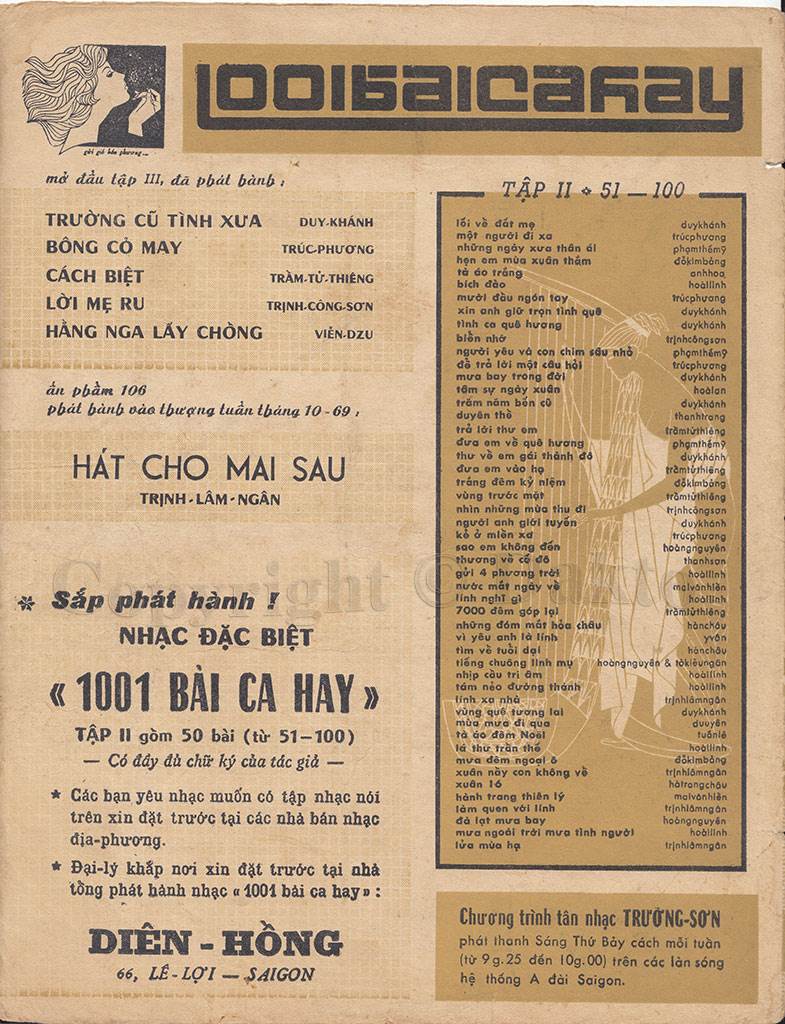 1001 bài ca hay
gửi gió bốn phương...
mở đầu tập III, đã phát hành :
TRƯỜNG CŨ TÌNH XƯA DUY-KHÁNH
BÔNG CỎ MAY TRÚC-PHƯƠNG
CÁCH BIỆT TRẦM-TỬ-THIÊNG
LỜI MẸ RU TRỊNH-CÔNG-SƠN
HẰNG NGA LẤY CHỒNG VIỄN-DZU
ấn phẩm 106
phát hành vào thượng tuần tháng 10-69 :
HÁT CHO MAI SAU
TRỊNH-LÂM-NGÂN
Sắp phát hành !
NHẠC ĐẶC BIỆT
« 1001 BÀI CA HAY »
TẬP II gồm 50 bài (từ 51-100)
— Có đầy đủ chữ ký của tác giả —
★ Các bạn yêu nhạc muốn có tập nhạc nói
trên xin đặt trước tại các nhà bán nhạc
địa-phương.
★ Đại-lý khắp nơi xin đặt trước tại nhà
tổng phát hành nhạc « 1001 bài ca hay » :
DIÊN - HỒNG
66, LÊ-LỢI — SAIGON
TẬP II * 51 — 100
lối về đất mẹ duykhánh
một người đi xa trúcphương
những ngày xưa thân ái phạmthếmỹ
hẹn em mùa xuân thắm đỗkimbảng
tà áo trắng anhhoa
bích đào hoàilinh
mười đầu ngón tay trúcphương
xin anh giữ trọn tình quê duykhánh
tình ca quê hương duykhánh
biển nhớ trịnhcôngsơn
người yêu và con chim sâu nhỏ phạmthếmỹ
để trả lời một câu hỏi trúcphương
mưa bay trong đời duykhánh
tâm sự ngày xuân hoàian
trăm năm bến cũ duykhánh
duyên thề thanhtrang
trả lời thư em trầmtửthiêng
đưa em về quê hương phạmthếmỹ
thư về em gái thành đô duykhánh
đưa em vào hạ trầmtửthiêng
trăng đêm kỷ niệm đỗkimbảng
vùng trước mặt trầmtửthiêng
nhìn những mùa thu đi trịnhcôngsơn
người anh giới tuyến duykhánh
kẻ ở miền xa trúcphương
sao em không đến hoàngnguyên
thương về cố đô thanhsơn
gửi 4 phương trời hoàilinh
nước mắt ngày về maivănhiền
lính nghĩ gì hoàilinh
7000 đêm góp lại trầmtửthiêng
những đóm mắt hỏa châu hànchâu
vì yêu anh là lính yvân
tìm về tuổi dại hànchâu
tiếng chuông linh mụ hoàngnguyên & tôkiềungân
nhịp cầu tri âm hoàilinh
tám nẻo đường thành hoàilinh
lính xa nhà trịnhlâmngân
vùng quê tương lai duykhánh
mùa mưa đi qua duuyên
tà áo đêm Noël tuấnlê
lá thư trần thế hoàilinh
mưa đêm ngoại ô đỗkimbảng
xuân này con không về trịnhlâmngân
xuân 16 hàtrangchâu
hành trang thiên lý maivănhiền
làm quen với lính trịnhlâmngân
đà lạt mưa bay hoàngnguyên
mưa ngoài trời mưa tình người hoàilinh
lửa mùa hạ trịnhlâmngân
Chương trình tân nhạc TRƯỜNG-SƠN
phát thanh Sáng Thứ Bảy cách mỗi tuần
(từ 9g.25 đến 10g.00) trên các làn sóng
hệ thống A đài Saigon.